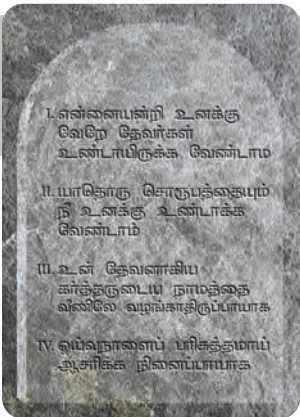 I. என்னையன்றி உனக்கு
வேறே தேவர்கள்
உண்டாயிருக்க வேண்டாம
II. யாதொரு சொரூபத்தையும்
நீ உனக்கு உண்டாக்க
வேண்டாம்
III. உன் தேவனாகிய
கர்த்தருடைய நாமத்தை
வீணிலே வழங்காதிருப்பாயாக
IV. ஓய்வுநாளைப் பரிசுத்தமாய்
ஆசரிக்க நினைப்பாயாக